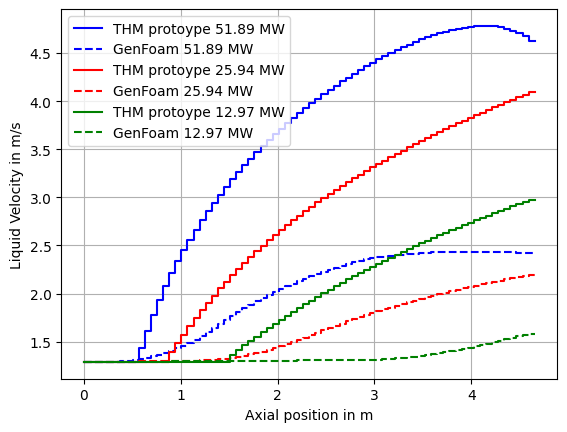 THM protoype 51.89 MW
GenFoam 51.89 MW
THM protoype 25.94 MW
GenFoam 25.94 MW
THM protoype 12.97 MW
GenFoam 12.97 MW
Liquid Velocity in m/s
4.5
4.0
3.5
3.0
2.5
2.0
1.5
0 1 2 3 4
Axial position in m